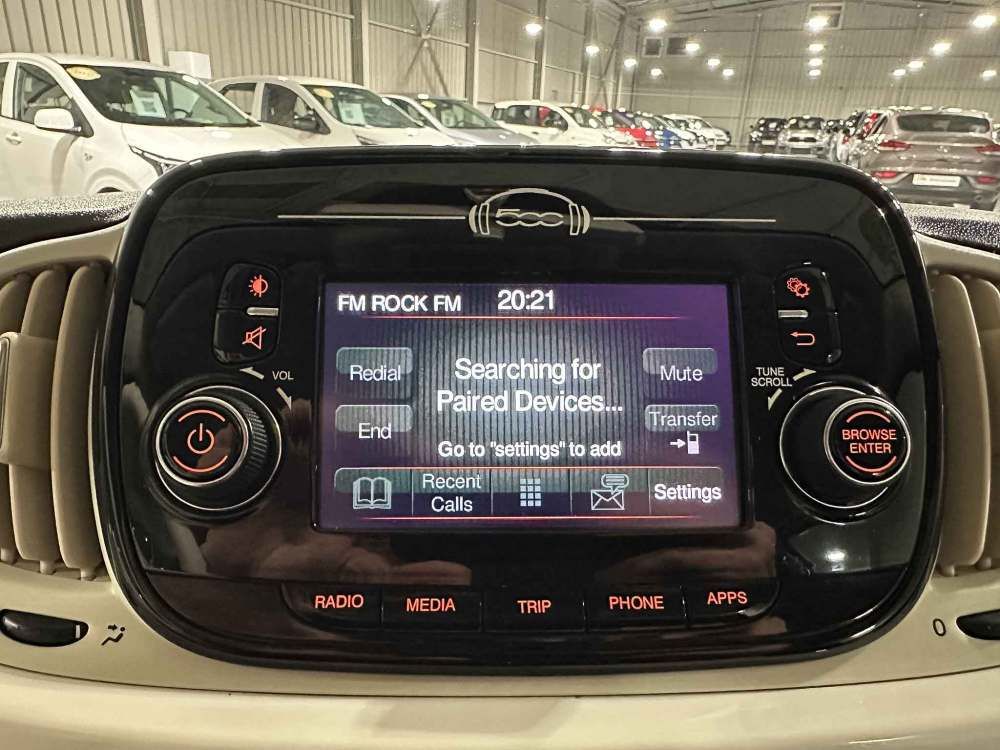 500
FM ROCK FM 20:21
VOL
Redial
Searching for
Paired Devices...
Mute
TUNE
SCROLL
End
Transfer
Go to "settings" to add
Recent
Calls
Settings
BROWSE
ENTER
RADIO MEDIA TRIP PHONE APPS
0